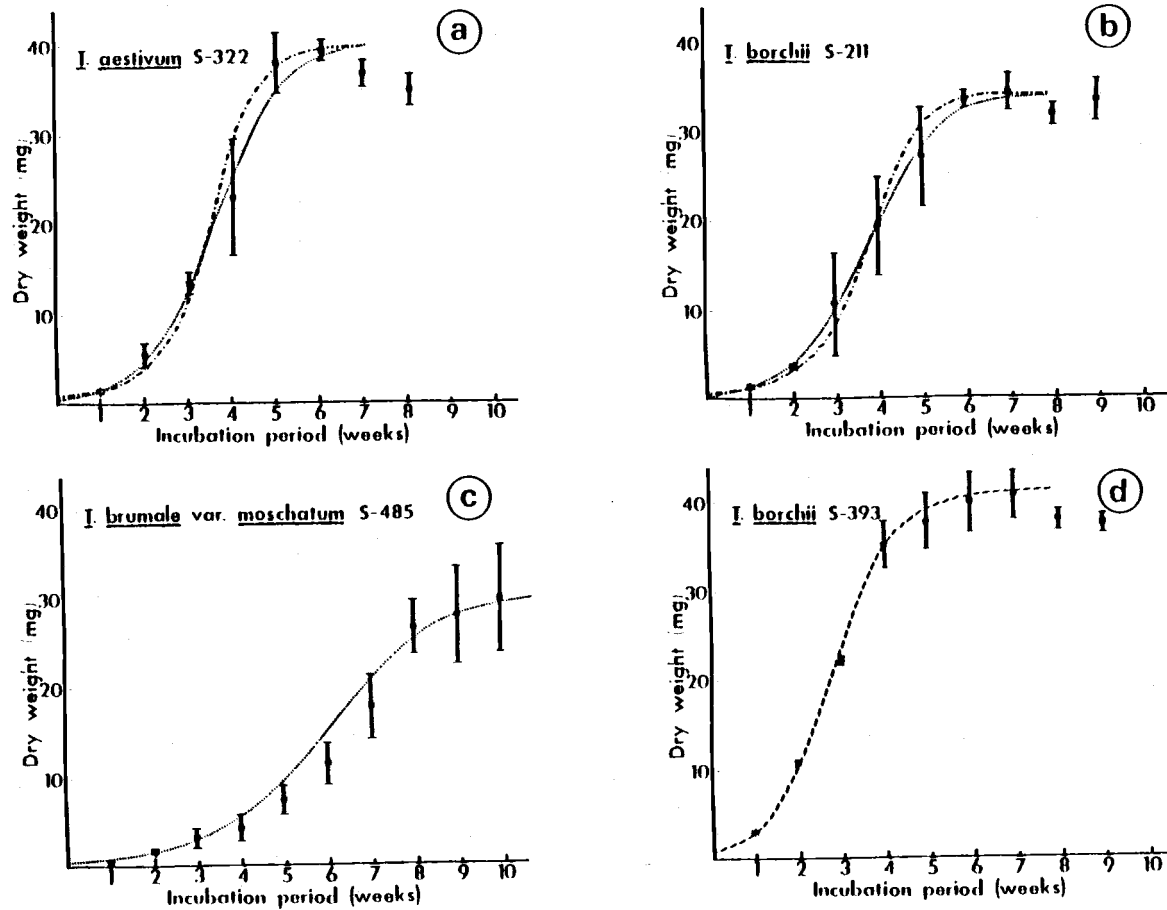 a
T. aestivum S-322
40
30
20
10
Dry weight (mg)
1 2 3 4 5 6 7 8 9 10
Incubation period (weeks)
b
T. borchii S-211
40
30
20
10
Dry weight (mg)
1 2 3 4 5 6 7 8 9 10
Incubation period (weeks)
c
T. brumale var. moschatum S-485
40
30
20
10
Dry weight (mg)
1 2 3 4 5 6 7 8 9 10
Incubation period (weeks)
d
T. borchii S-393
40
30
20
10
Dry weight (mg)
1 2 3 4 5 6 7 8 9 10
Incubation period (weeks)